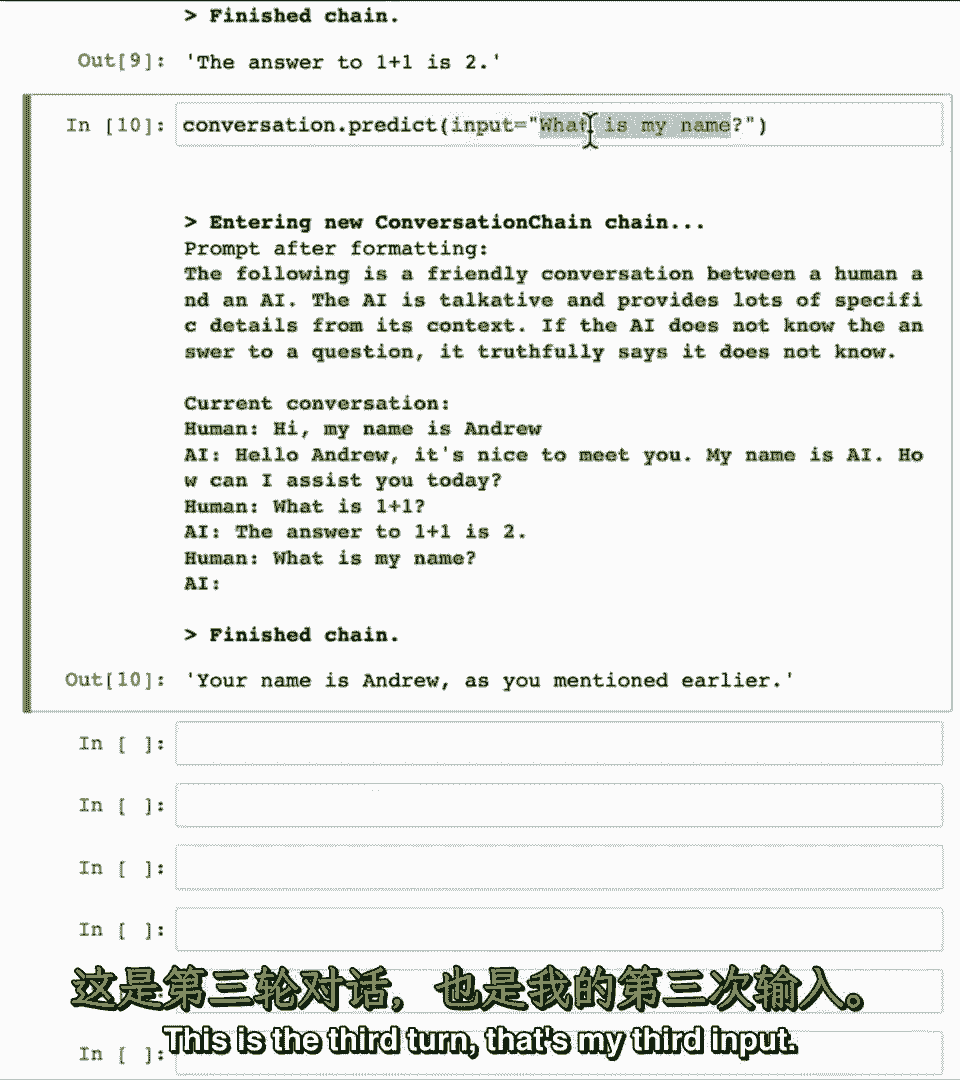 > Finished chain.
Out[9]: 'The answer to 1+1 is 2.'
In [10]: conversation.predict(input="What is my name?")
> Entering new ConversationChain chain...
Prompt after formatting:
The following is a friendly conversation between a human a
nd an AI. The AI is talkative and provides lots of specifi
c details from its context. If the AI does not know the an
swer to a question, it truthfully says it does not know.
Current conversation:
Human: Hi, my name is Andrew
AI: Hello Andrew, it's nice to meet you. My name is AI. Ho
w can I assist you today?
Human: What is 1+1?
AI: The answer to 1+1 is 2.
Human: What is my name?
AI:
> Finished chain.
Out[10]: 'Your name is Andrew, as you mentioned earlier.'
In [ ]:
In [ ]:
In [ ]:
In [ ]:
这是第三轮对话，也是我的第三次输入。
In [ ]: This is the third turn, that's my third input.